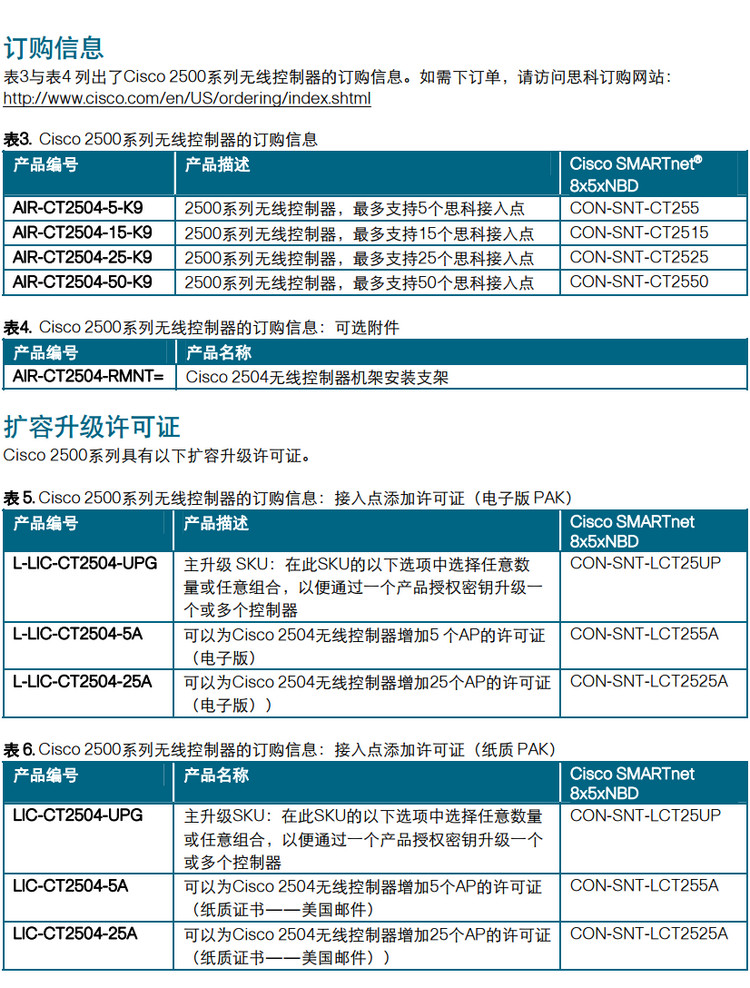 订购信息
表3与表4 列出了Cisco 2500系列无线控制器的订购信息。如需下订单，请访问思科订购网站：
http://www.cisco.com/en/US/ordering/index.shtml
表3. Cisco 2500系列无线控制器的订购信息
产品编号 产品描述 Cisco SMARTnet®
8x5xNBD
AIR-CT2504-5-K9 2500系列无线控制器，最多支持5个思科接入点 CON-SNT-CT255
AIR-CT2504-15-K9 2500系列无线控制器，最多支持15个思科接入点 CON-SNT-CT2515
AIR-CT2504-25-K9 2500系列无线控制器，最多支持25个思科接入点 CON-SNT-CT2525
AIR-CT2504-50-K9 2500系列无线控制器，最多支持50个思科接入点 CON-SNT-CT2550
表4. Cisco 2500系列无线控制器的订购信息：可选附件
产品编号 产品名称
AIR-CT2504-RMNT= Cisco 2504无线控制器机架安装支架
扩容升级许可证
Cisco 2500系列具有以下扩容升级许可证。
表 5. Cisco 2500系列无线控制器的订购信息：接入点添加许可证（电子版 PAK）
产品编号 产品描述 Cisco SMARTnet
8x5xNBD
L-LIC-CT2504-UPG 主升级 SKU：在此SKU的以下选项中选择任意数 CON-SNT-LCT25UP
量或任意组合，以便通过一个产品授权密钥升级一
个或多个控制器
L-LIC-CT2504-5A 可以为Cisco 2504无线控制器增加5 个AP的许可证 CON-SNT-LCT255A
（电子版）
L-LIC-CT2504-25A 可以为Cisco 2504无线控制器增加25个AP的许可证 CON-SNT-LCT2525A
（电子版））
表 6. Cisco 2500系列无线控制器的订购信息：接入点添加许可证（纸质 PAK）
产品编号 产品名称 Cisco SMARTnet
8x5xNBD
LIC-CT2504-UPG 主升级SKU：在此SKU的以下选项中选择任意数量 CON-SNT-LCT25UP
或任意组合，以便通过一个产品授权密钥升级一个
或多个控制器
LIC-CT2504-5A 可以为Cisco 2504无线控制器增加5个AP的许可证 CON-SNT-LCT255A
（纸质证书——美国邮件）
LIC-CT2504-25A 可以为Cisco 2504无线控制器增加25个AP的许可证 CON-SNT-LCT2525A
（纸质证书——美国邮件））